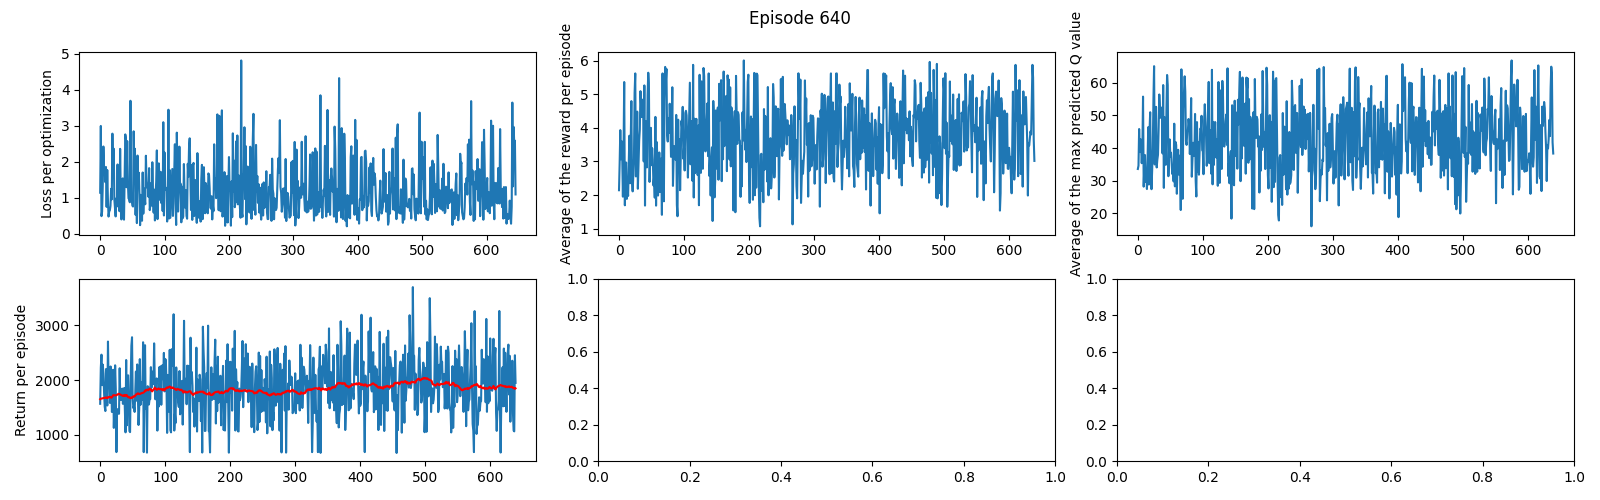 Episode 640
Loss per optimization
5
4
3
2
1
0
0 100 200 300 400 500 600
Average of the reward per episode
6
5
4
3
2
1
0 100 200 300 400 500 600
Average of the max predicted Q value
60
50
40
30
20
0 100 200 300 400 500 600
Return per episode
3000
2000
1000
0 100 200 300 400 500 600
1.0
0.8
0.6
0.4
0.2
0.0
0.0 0.2 0.4 0.6 0.8 1.0
1.0
0.8
0.6
0.4
0.2
0.0
0.0 0.2 0.4 0.6 0.8 1.0